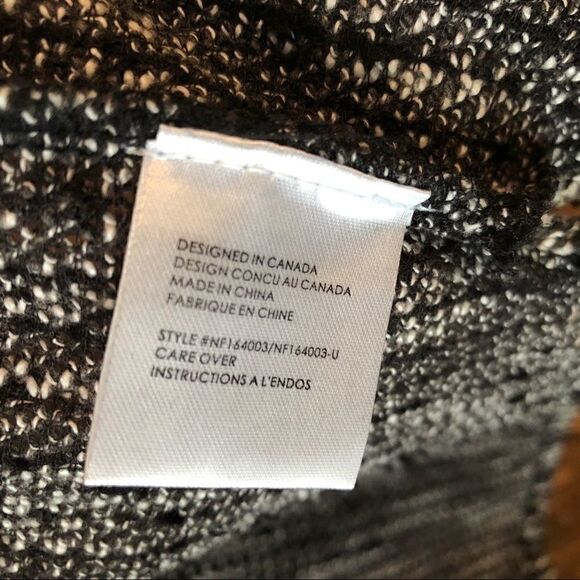 DESIGNED IN CANADA
DESIGN CONCU AU CANADA
MADE IN CHINA
FABRIQUE EN CHINE
STYLE #NF164003/NF164003-U
CARE OVER
INSTRUCTIONS A L'ENDOS